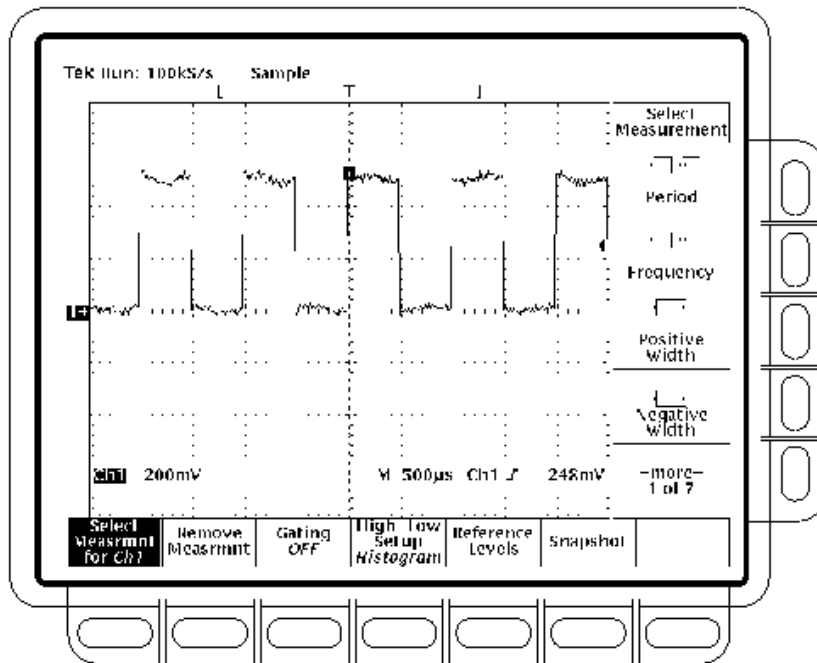 Tek Run: 100kS/s Sample
[ T ]
Select
Measurement
Period
Frequency
Positive
Width
Negative
Width
1→
Ch1 200mV M 500µs Ch1 248mV
–more–
1 of 7
Select
Measrmnt
for Ch1
Remove
Measrmnt
Gating
OFF
High–Low
Setup
Histogram
Reference
Levels
Snapshot